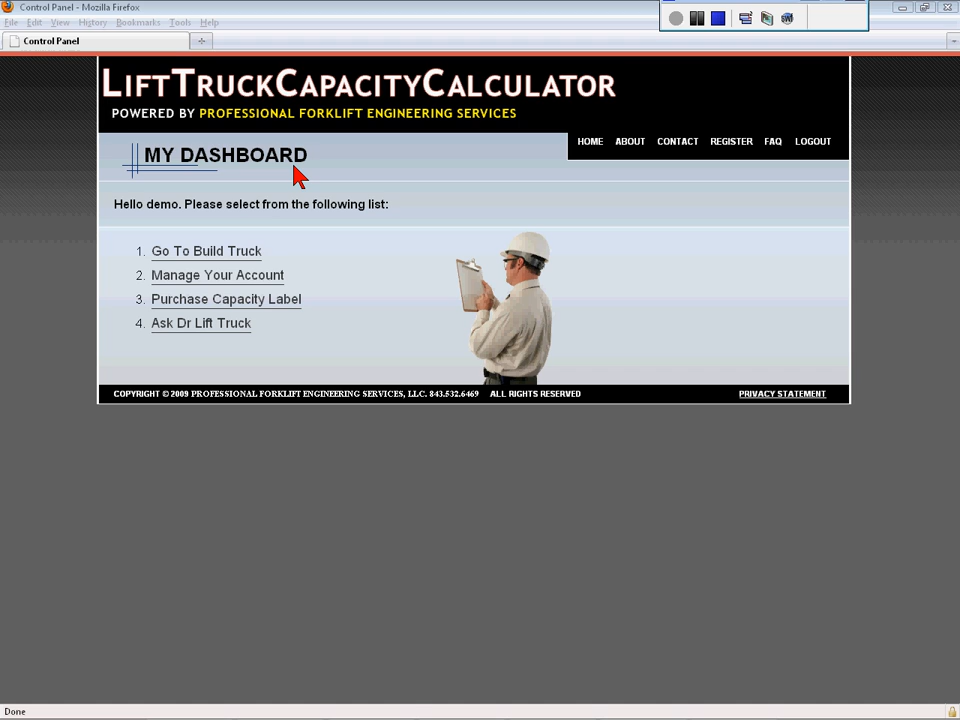 Control Panel - Mozilla Firefox
File Edit View History Bookmarks Tools Help
Control Panel
LIFTTRUCKCAPACITYCALCULATOR
POWERED BY PROFESSIONAL FORKLIFT ENGINEERING SERVICES
HOME ABOUT CONTACT REGISTER FAQ LOGOUT
MY DASHBOARD
Hello demo. Please select from the following list:
1. Go To Build Truck
2. Manage Your Account
3. Purchase Capacity Label
4. Ask Dr Lift Truck
COPYRIGHT © 2009 PROFESSIONAL FORKLIFT ENGINEERING SERVICES, LLC. 843.532.6469 ALL RIGHTS RESERVED PRIVACY STATEMENT
Done